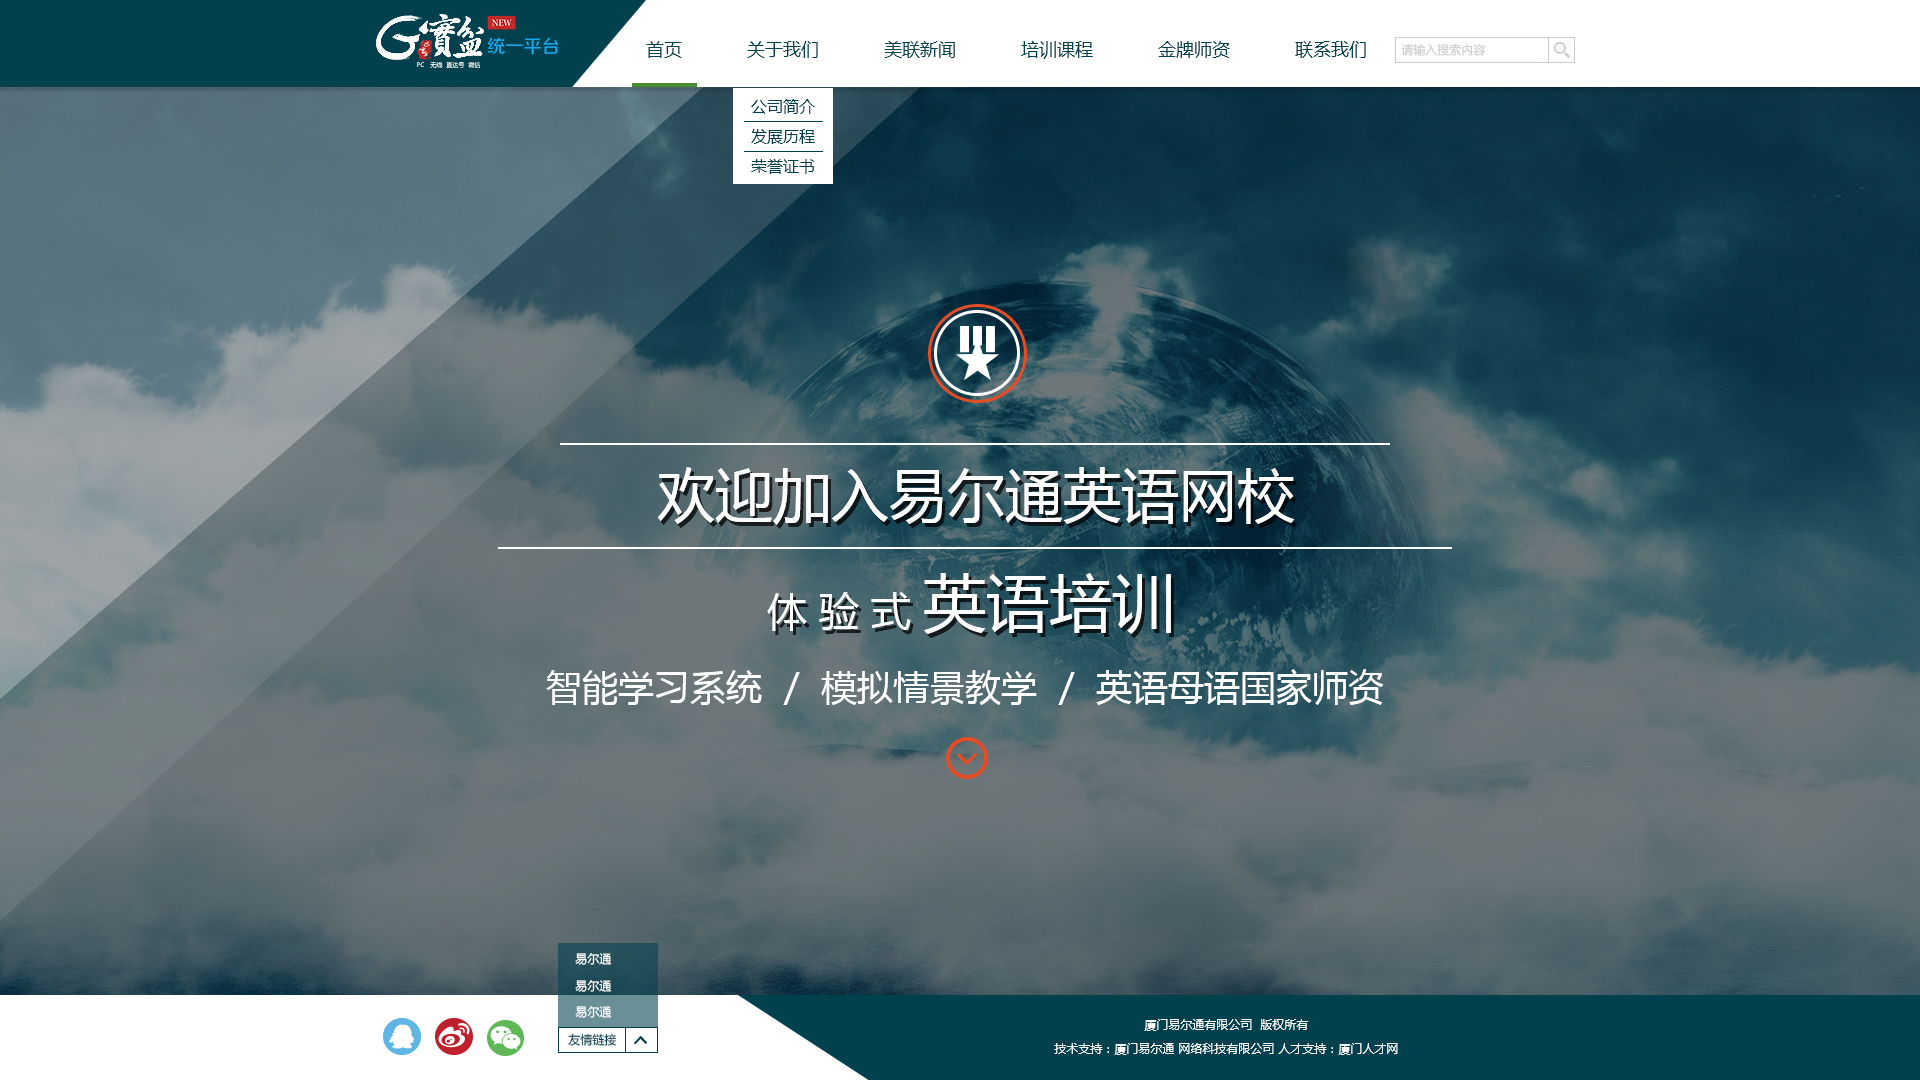 G寶盆
NEW
统一平台
PC 无线 直达号 微信
首页
关于我们
美联新闻
培训课程
金牌师资
联系我们
请输入搜索内容
公司简介
发展历程
荣誉证书
欢迎加入易尔通英语网校
体验式 英语培训
智能学习系统 / 模拟情景教学 / 英语母语国家师资
易尔通
易尔通
易尔通
友情链接
厦门易尔通有限公司 版权所有
技术支持：厦门易尔通 网络科技有限公司 人才支持：厦门人才网